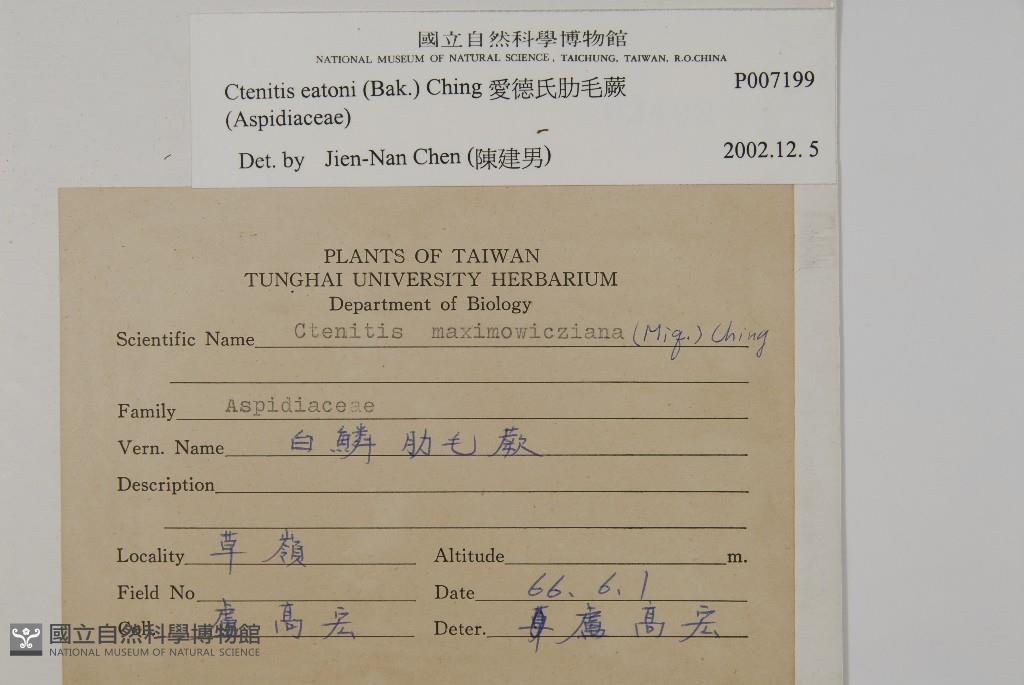 國立自然科學博物館
NATIONAL MUSEUM OF NATURAL SCIENCE, TAICHUNG, TAIWAN, R.O.CHINA
Ctenitis eatoni (Bak.) Ching 愛德氏肋毛蕨 P007199
(Aspidiaceae)
Det. by Jien-Nan Chen (陳建男) 2002.12. 5
PLANTS OF TAIWAN
TUNGHAI UNIVERSITY HERBARIUM
Department of Biology
Scientific Name Ctenitis maximowicziana (Miq.) Ching
Family Aspidiaceae
Vern. Name 白鱗肋毛蕨
Description
Locality 草嶺 Altitude m.
Field No Date 66. 6. 1
Coll. 盧高宏 Deter. 盧高宏
國立自然科學博物館
NATIONAL MUSEUM OF NATURAL SCIENCE